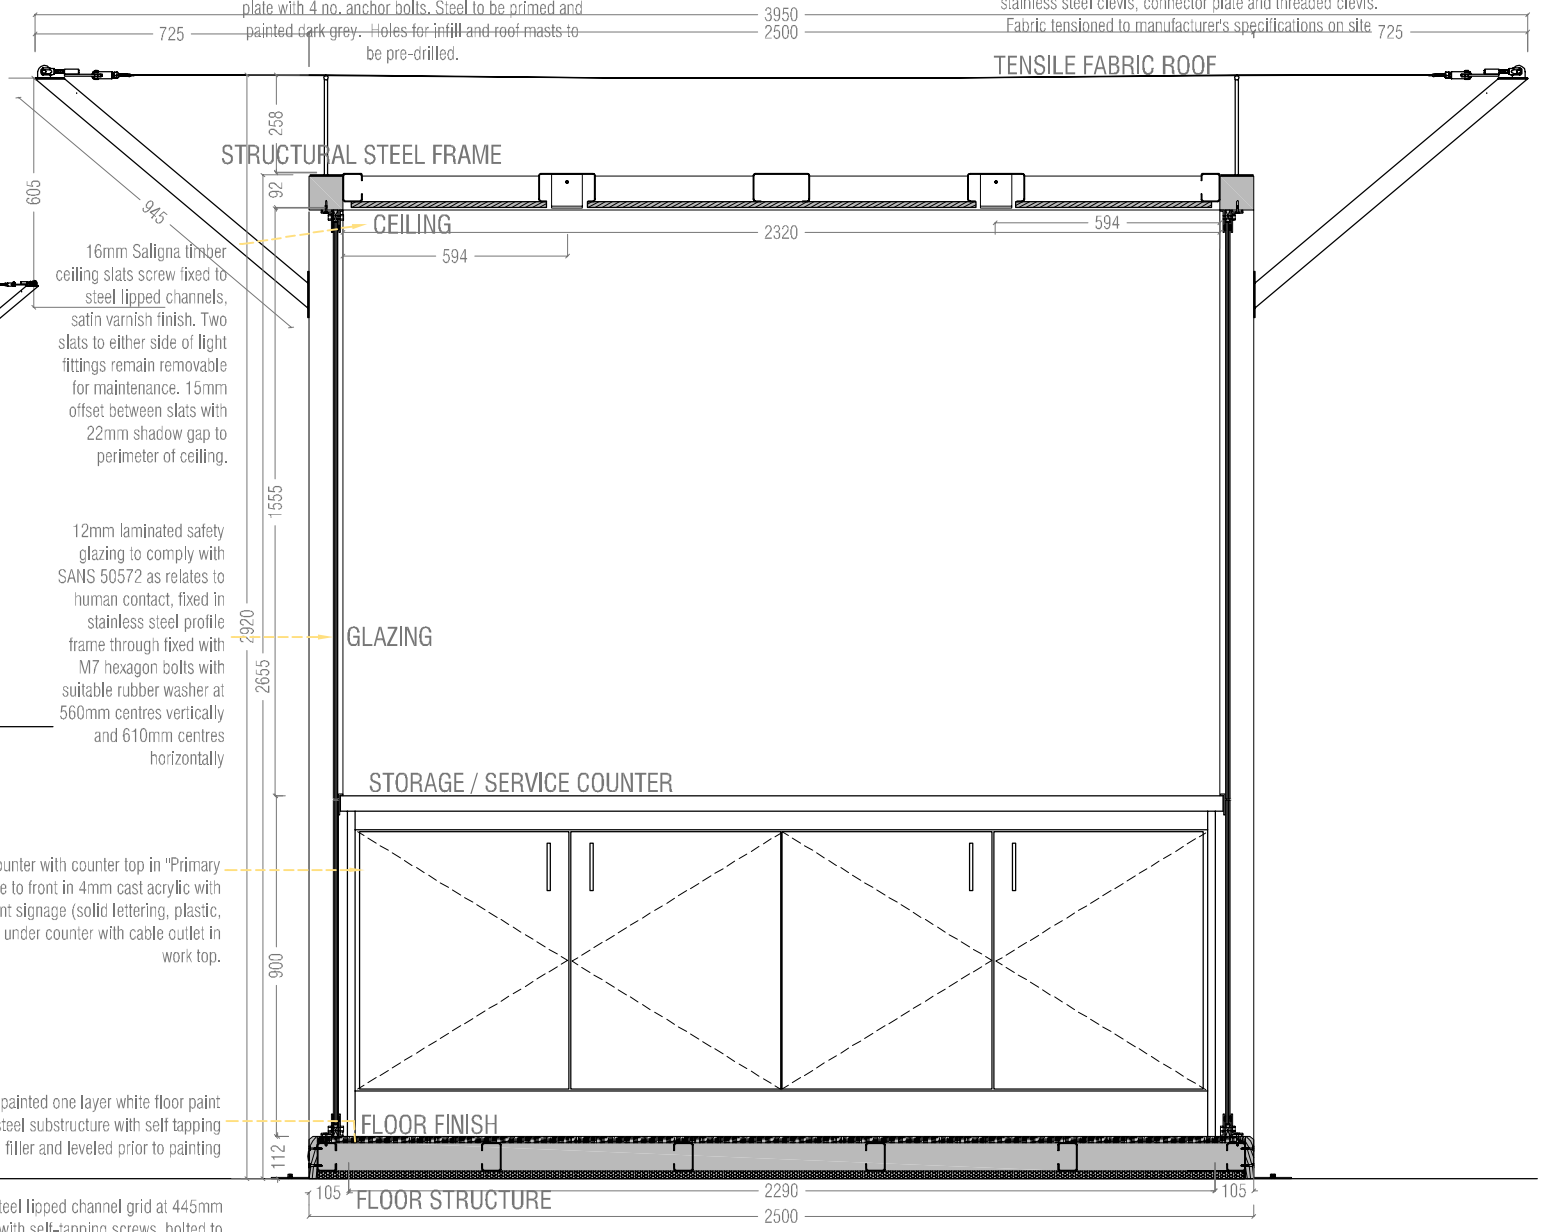 plate with 4 no. anchor bolts. Steel to be primed and
painted dark grey. Holes for infill and roof masts to
be pre-drilled.
stainless steel clevis, connector plate and threaded clevis.
Fabric tensioned to manufacturer's specifications on site
3950
725
2500
725
TENSILE FABRIC ROOF
258
STRUCTURAL STEEL FRAME
92
605
945
CEILING
2320
594
594
16mm Saligna timber
ceiling slats screw fixed to
steel lipped channels,
satin varnish finish. Two
slats to either side of light
fittings remain removable
for maintenance. 15mm
offset between slats with
22mm shadow gap to
perimeter of ceiling.
1555
12mm laminated safety
glazing to comply with
SANS 50572 as relates to
human contact, fixed in
stainless steel profile
frame through fixed with
M7 hexagon bolts with
suitable rubber washer at
560mm centres vertically
and 610mm centres
horizontally
2920
2655
GLAZING
STORAGE / SERVICE COUNTER
counter with counter top in "Primary
to front in 4mm cast acrylic with
signage (solid lettering, plastic,
under counter with cable outlet in
work top.
900
painted one layer white floor paint
steel substructure with self tapping
filler and leveled prior to painting
FLOOR FINISH
112
steel lipped channel grid at 445mm
with self-tapping screws, bolted to
105
FLOOR STRUCTURE
2290
105
2500